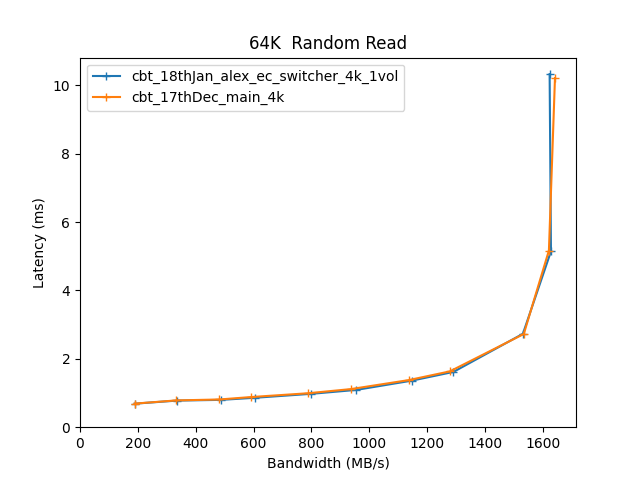 64K  Random Read
cbt_18thJan_alex_ec_switcher_4k_1vol
cbt_17thDec_main_4k
10
8
6
4
2
0
Latency (ms)
0 200 400 600 800 1000 1200 1400 1600
Bandwidth (MB/s)